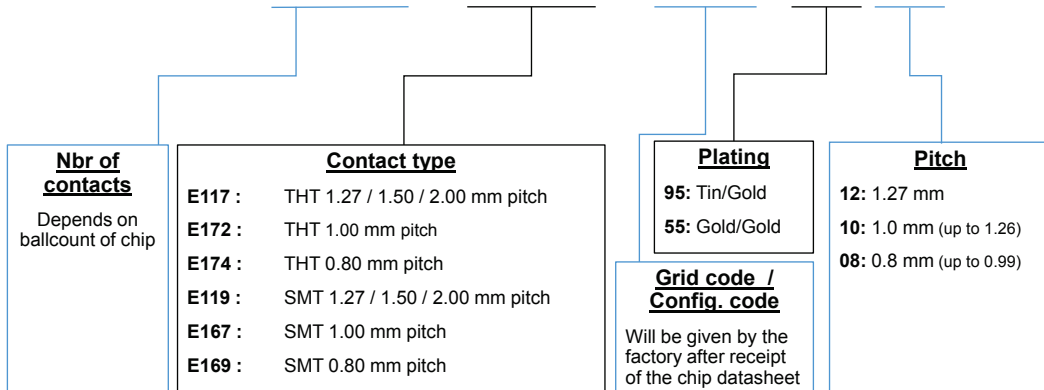 Nbr of
contacts
Depends on
ballcount of chip
Contact type
E117 : THT 1.27 / 1.50 / 2.00 mm pitch
E172 : THT 1.00 mm pitch
E174 : THT 0.80 mm pitch
E119 : SMT 1.27 / 1.50 / 2.00 mm pitch
E167 : SMT 1.00 mm pitch
E169 : SMT 0.80 mm pitch
Plating
95: Tin/Gold
55: Gold/Gold
Grid code /
Config. code
Will be given by the
factory after receipt
of the chip datasheet
Pitch
12: 1.27 mm
10: 1.0 mm (up to 1.26)
08: 0.8 mm (up to 0.99)